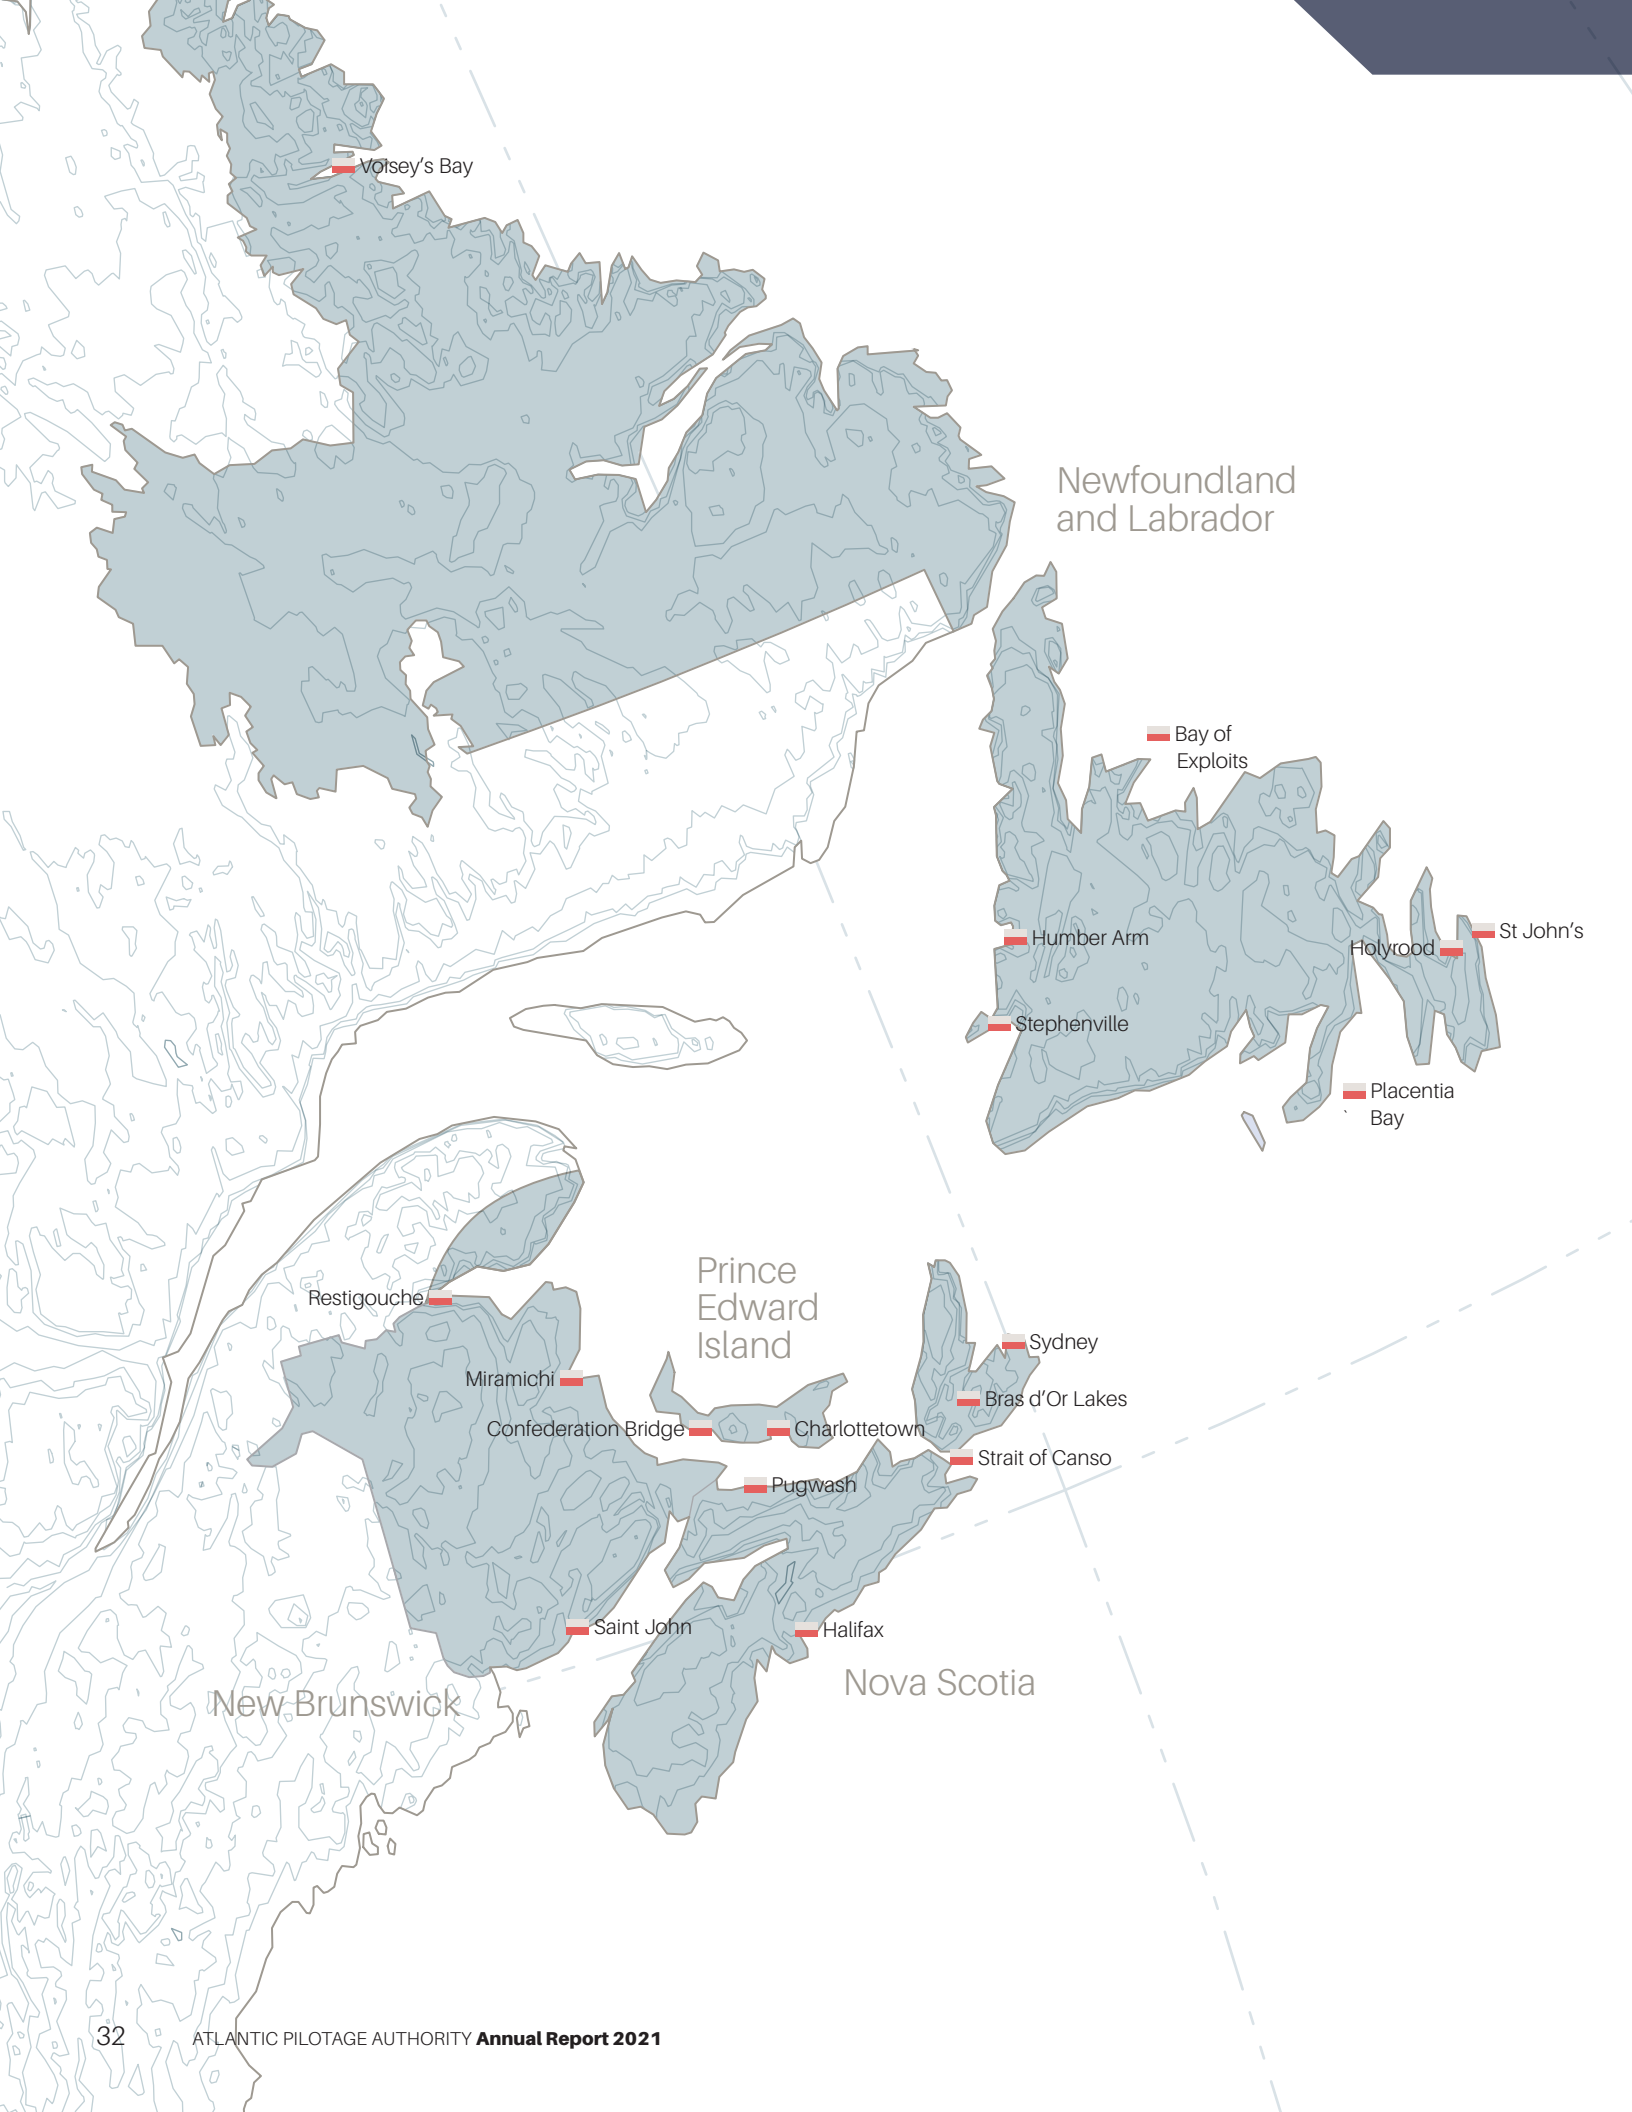 Voisey's Bay
Newfoundland
and Labrador
Bay of
Exploits
St John's
Holyrood
Humber Arm
Stephenville
Placentia
Bay
Prince
Edward
Island
Restigouche
Sydney
Miramichi
Bras d'Or Lakes
Confederation Bridge
Charlottetown
Strait of Canso
Pugwash
Saint John
Halifax
Nova Scotia
New Brunswick
32 ATLANTIC PILOTAGE AUTHORITY Annual Report 2021